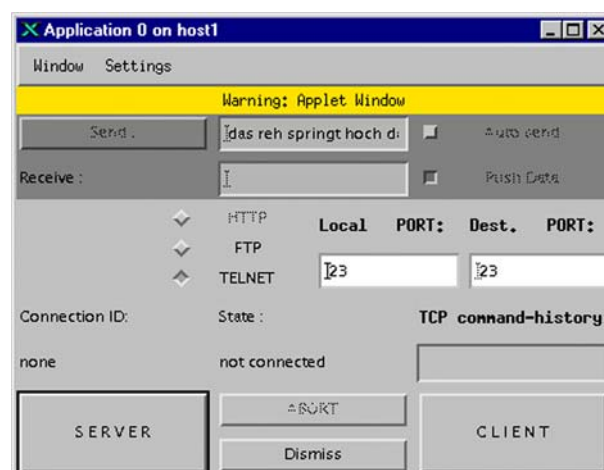 Application 0 on host1
Window Settings
Warning: Applet Window
Send : das reh springt hoch Auto send
Receive : Push Data
HTTP
Local PORT: Dest. PORT:
FTP
TELNET 23 23
Connection ID: State : TCP command-history
none not connected
ABORT
SERVER CLIENT
Dismiss